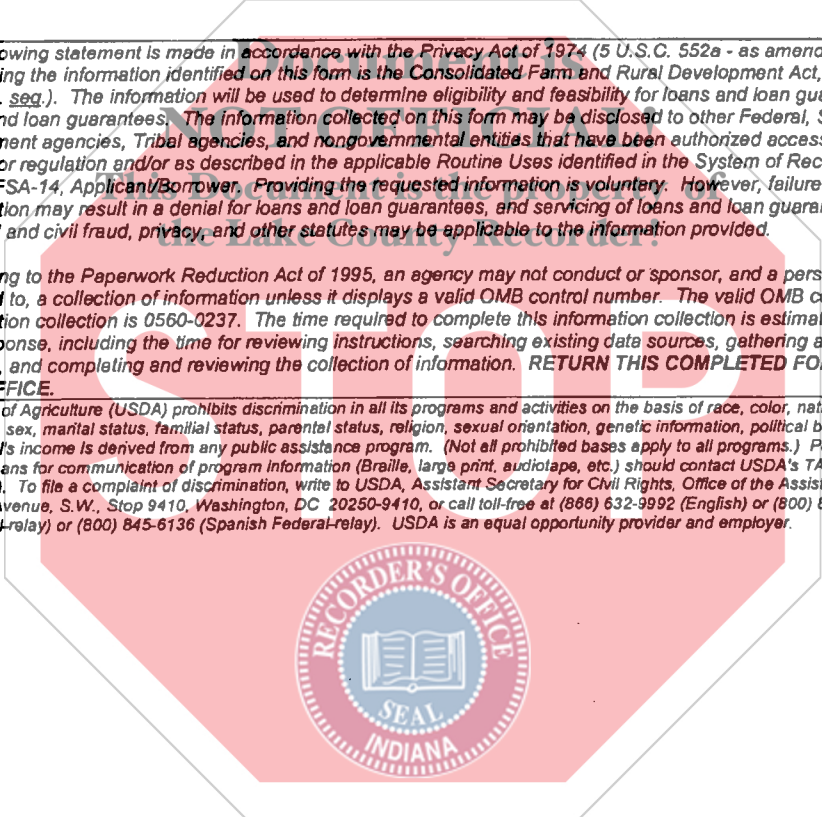 owing statement is made in accordance with the Privacy Act of 1974 (5 U.S.C. 552a - as amend
ing the information identified on this form is the Consolidated Farm and Rural Development Act,
. seq.). The information will be used to determine eligibility and feasibility for loans and loan gua
nd loan guarantees. The information collected on this form may be disclosed to other Federal, S
ment agencies, Tribal agencies, and nongovernmental entities that have been authorized access
or regulation and/or as described in the applicable Routine Uses identified in the System of Rec
FSA-14, Applicant/Borrower. Providing the requested information is voluntary. However, failure
tion may result in a denial for loans and loan guarantees, and servicing of loans and loan guaran
and civil fraud, privacy, and other statutes may be applicable to the information provided.
ng to the Paperwork Reduction Act of 1995, an agency may not conduct or sponsor, and a pers
d to, a collection of information unless it displays a valid OMB control number. The valid OMB co
tion collection is 0560-0237. The time required to complete this information collection is estimat
ponse, including the time for reviewing instructions, searching existing data sources, gathering a
, and completing and reviewing the collection of information. RETURN THIS COMPLETED FO
FFICE.
of Agriculture (USDA) prohibits discrimination in all its programs and activities on the basis of race, color, nat
sex, marital status, familial status, parental status, religion, sexual orientation, genetic information, political b
l's income is derived from any public assistance program. (Not all prohibited bases apply to all programs.) P
ans for communication of program information (Braille, large print, audiotape, etc.) should contact USDA's TA
. To file a complaint of discrimination, write to USDA, Assistant Secretary for Civil Rights, Office of the Assist
venue, S.W., Stop 9410, Washington, DC 20250-9410, or call toll-free at (866) 632-9992 (English) or (800) 8
l-relay) or (800) 845-6136 (Spanish Federal-relay). USDA is an equal opportunity provider and employer.
Document is
NOT OFFICIAL!
This Document is the property of
the Lake County Recorder!
STOP
RECORDER'S OFFICE
SEAL
INDIANA